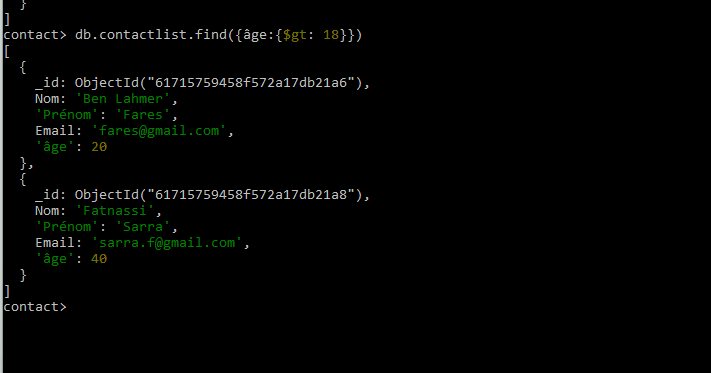 }
]
contact> db.contactlist.find({âge:{$gt: 18}})
[
  {
    _id: ObjectId("61715759458f572a17db21a6"),
    Nom: 'Ben Lahmer',
    'Prénom': 'Fares',
    Email: 'fares@gmail.com',
    'âge': 20
  },
  {
    _id: ObjectId("61715759458f572a17db21a8"),
    Nom: 'Fatnassi',
    'Prénom': 'Sarra',
    Email: 'sarra.f@gmail.com',
    'âge': 40
  }
]
contact>